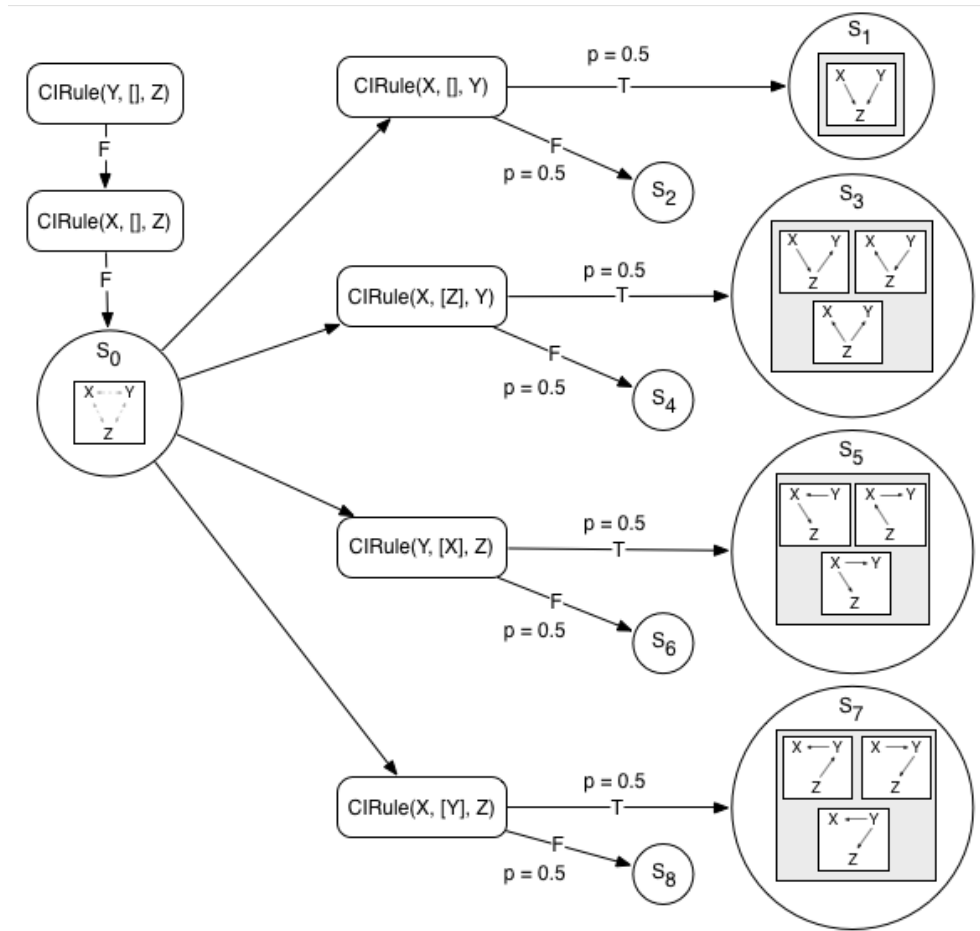 CIRule(Y, [], Z)
F
CIRule(X, [], Z)
F
S0
X Y
Z
CIRule(X, [], Y)
p = 0.5
T
F
p = 0.5
S1
X Y
Z
S2
CIRule(X, [Z], Y)
p = 0.5
T
F
p = 0.5
S3
X Y X Y
Z Z
X Y
Z
S4
CIRule(Y, [X], Z)
p = 0.5
T
F
p = 0.5
S5
X Y X Y
Z Z
X Y
Z
S6
CIRule(X, [Y], Z)
p = 0.5
T
F
p = 0.5
S7
X Y X Y
Z Z
X Y
Z
S8